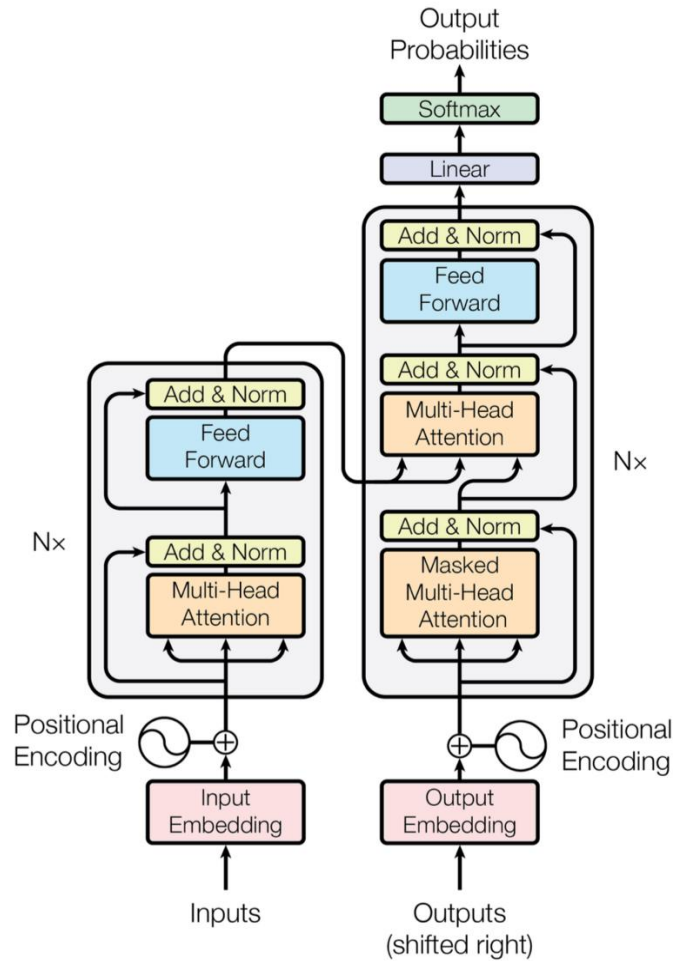 Output
Probabilities
Softmax
Linear
Add & Norm
Feed
Forward
Add & Norm
Multi-Head
Attention
Add & Norm
Masked
Multi-Head
Attention
N×
Positional
Encoding
Output
Embedding
Outputs
(shifted right)
Add & Norm
Feed
Forward
Add & Norm
Multi-Head
Attention
N×
Positional
Encoding
Input
Embedding
Inputs